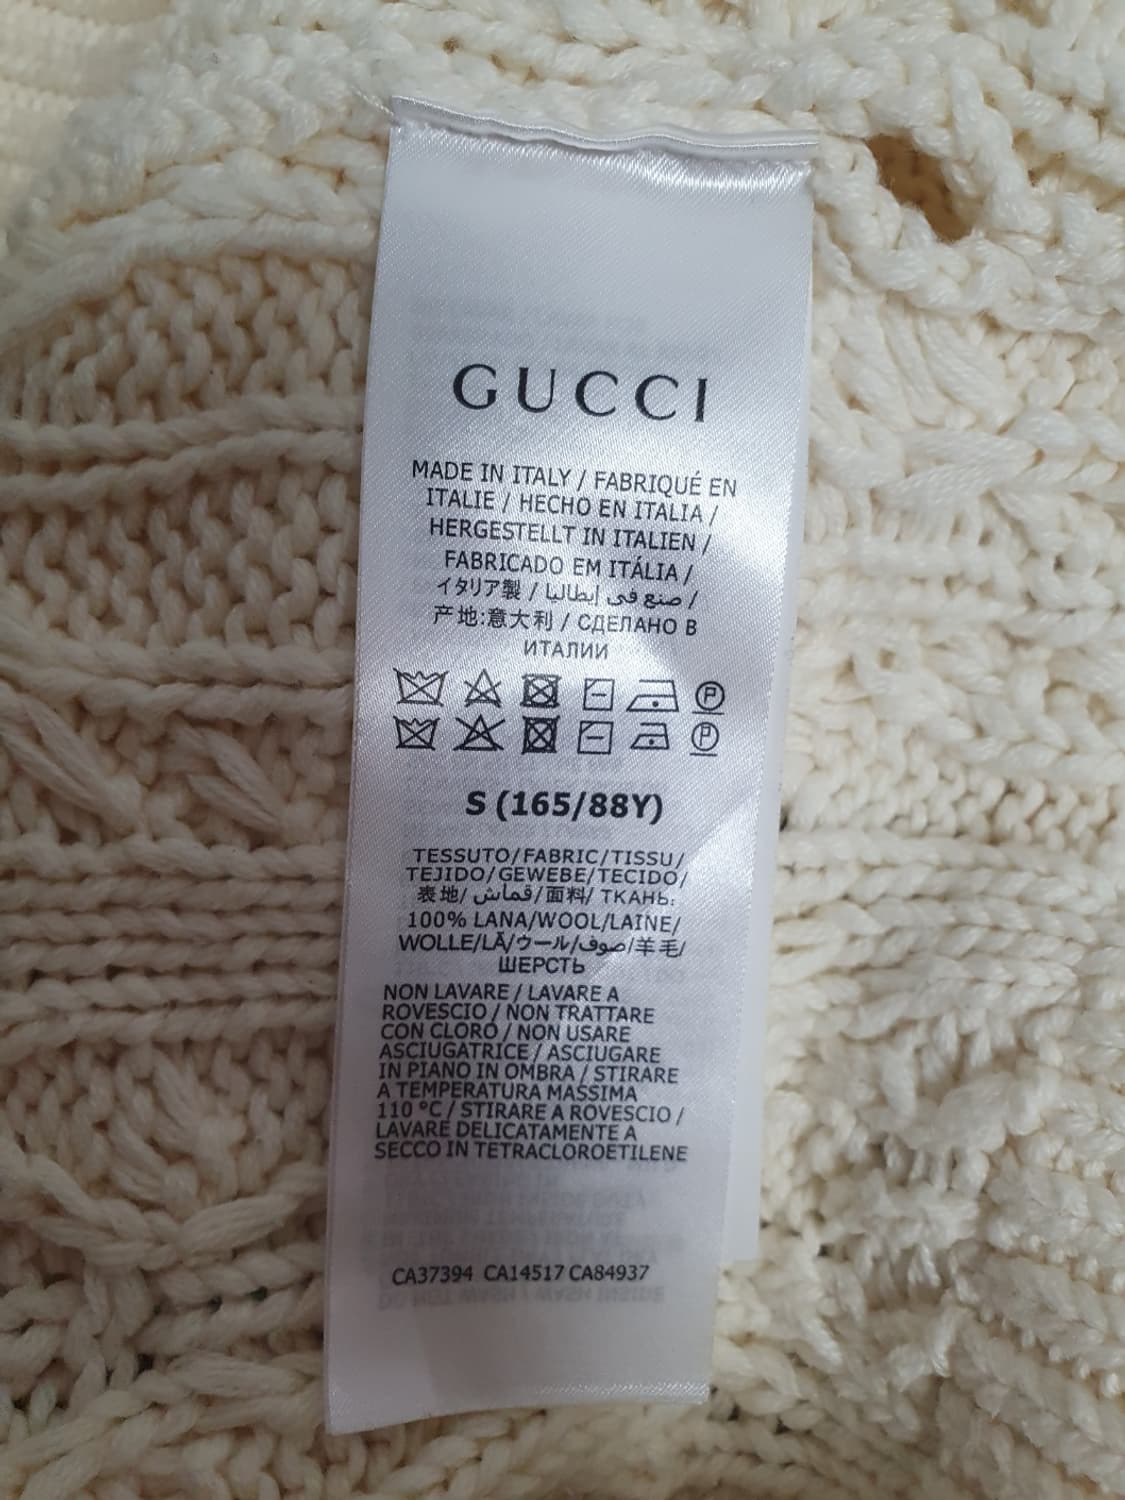 GUCCI
MADE IN ITALY / FABRIQUÉ EN
ITALIE / HECHO EN ITALIA /
HERGESTELLT IN ITALIEN /
FABRICADO EM ITÁLIA /
イタリア製 / صنع في إيطاليا /
产地:意大利 / СДЕЛАНО В
ИТАЛИИ
P
P
S (165/88Y)
TESSUTO/FABRIC/TISSU/
TEJIDO/GEWEBE/TECIDO/
表地/ قماش/面料/ ТКАНЬ:
100% LANA/WOOL/LAINE/
WOLLE/LÃ/ウール/صوف/羊毛/
ШЕРСТЬ
NON LAVARE / LAVARE A
ROVESCIO / NON TRATTARE
CON CLORO / NON USARE
ASCIUGATRICE / ASCIUGARE
IN PIANO IN OMBRA / STIRARE
A TEMPERATURA MASSIMA
110 °C / STIRARE A ROVESCIO /
LAVARE DELICATAMENTE A
SECCO IN TETRACLOROETILENE
CA37394 CA14517 CA84937